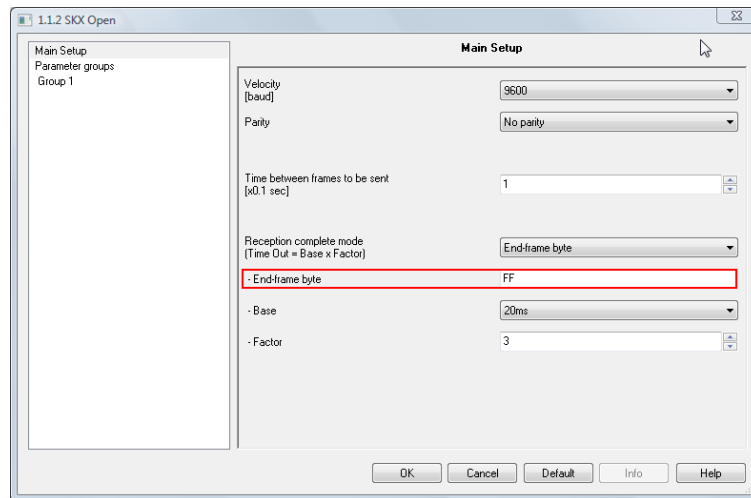 1.1.2 SKX Open
Main Setup
Parameter groups
Group 1
Main Setup
Velocity
[baud]
9600
Parity
No parity
Time between frames to be sent
[x0.1 sec]
1
Reception complete mode
(Time Out = Base x Factor)
End-frame byte
- End-frame byte
FF
- Base
20ms
- Factor
3
OK
Cancel
Default
Info
Help